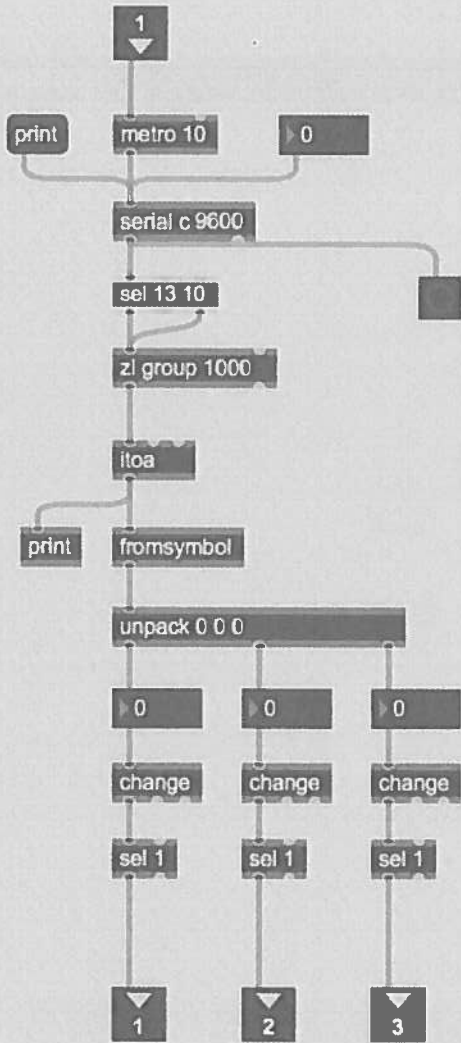 1
print
metro 10
0
serial c 9600
sel 13 10
zl group 1000
itoa
print
fromsymbol
unpack 0 0 0
0
0
0
change
change
change
sel 1
sel 1
sel 1
1
2
3